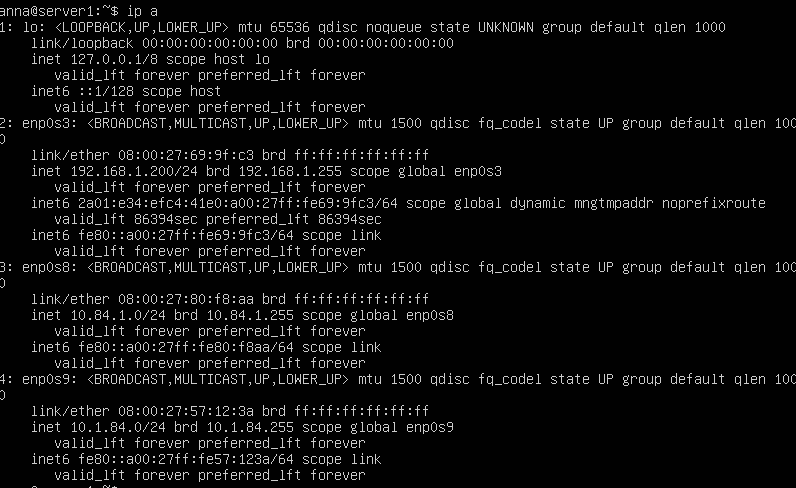 anna@server1:~$ ip a
1: lo: <LOOPBACK,UP,LOWER_UP> mtu 65536 qdisc noqueue state UNKNOWN group default qlen 1000
link/loopback 00:00:00:00:00:00 brd 00:00:00:00:00:00
inet 127.0.0.1/8 scope host lo
valid_lft forever preferred_lft forever
inet6 ::1/128 scope host
valid_lft forever preferred_lft forever
2: enp0s3: <BROADCAST,MULTICAST,UP,LOWER_UP> mtu 1500 qdisc fq_codel state UP group default qlen 100
0
link/ether 08:00:27:69:9f:c3 brd ff:ff:ff:ff:ff:ff
inet 192.168.1.200/24 brd 192.168.1.255 scope global enp0s3
valid_lft forever preferred_lft forever
inet6 2a01:e34:efc4:41e0:a00:27ff:fe69:9fc3/64 scope global dynamic mngtmpaddr noprefixroute
valid_lft 86394sec preferred_lft 86394sec
inet6 fe80::a00:27ff:fe69:9fc3/64 scope link
valid_lft forever preferred_lft forever
3: enp0s8: <BROADCAST,MULTICAST,UP,LOWER_UP> mtu 1500 qdisc fq_codel state UP group default qlen 100
0
link/ether 08:00:27:80:f8:aa brd ff:ff:ff:ff:ff:ff
inet 10.84.1.0/24 brd 10.84.1.255 scope global enp0s8
valid_lft forever preferred_lft forever
inet6 fe80::a00:27ff:fe80:f8aa/64 scope link
valid_lft forever preferred_lft forever
4: enp0s9: <BROADCAST,MULTICAST,UP,LOWER_UP> mtu 1500 qdisc fq_codel state UP group default qlen 100
0
link/ether 08:00:27:57:12:3a brd ff:ff:ff:ff:ff:ff
inet 10.1.84.0/24 brd 10.1.84.255 scope global enp0s9
valid_lft forever preferred_lft forever
inet6 fe80::a00:27ff:fe57:123a/64 scope link
valid_lft forever preferred_lft forever